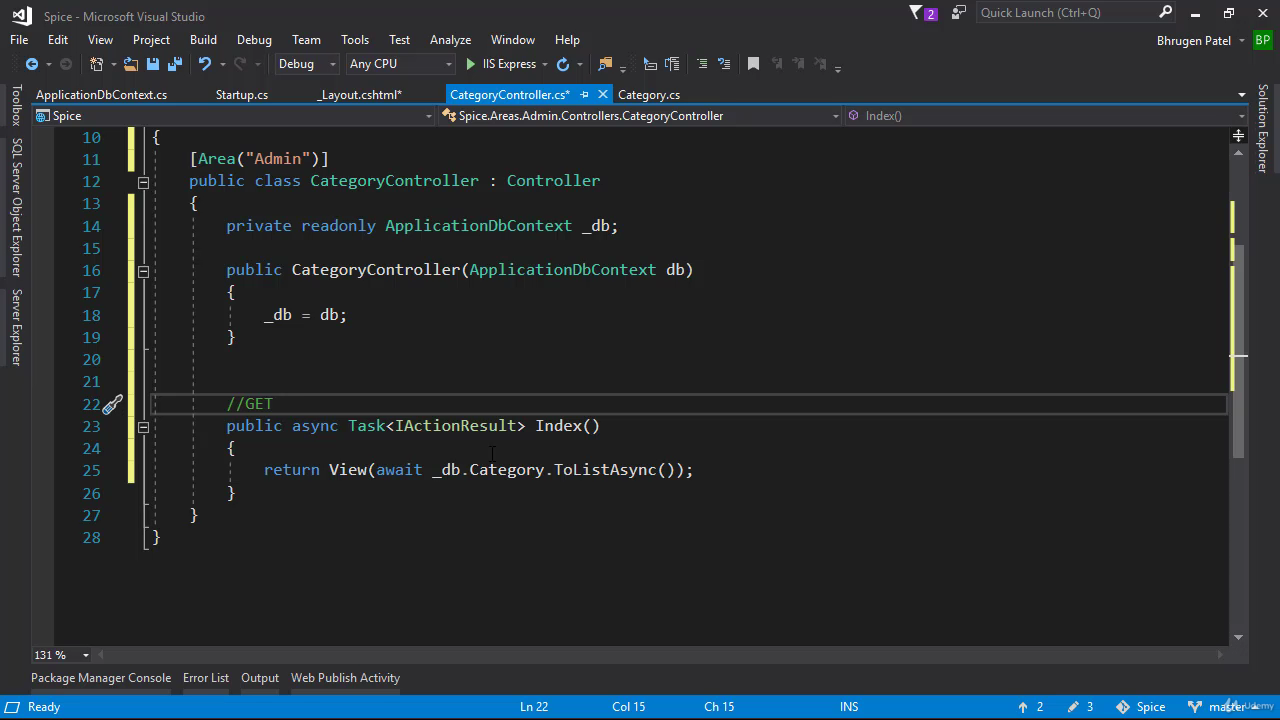 Spice - Microsoft Visual Studio
2
Quick Launch (Ctrl+Q)
File Edit View Project Build Debug Team Tools Test Analyze Window Help
Bhrugen Patel BP
Debug Any CPU IIS Express
ApplicationDbContext.cs Startup.cs _Layout.cshtml* CategoryController.cs* Category.cs
Spice Spice.Areas.Admin.Controllers.CategoryController Index()
Toolbox
SQL Server Object Explorer
Server Explorer
Solution Explorer
10 {
11 [Area("Admin")]
12 public class CategoryController : Controller
13 {
14 private readonly ApplicationDbContext _db;
15
16 public CategoryController(ApplicationDbContext db)
17 {
18 _db = db;
19 }
20
21
22 //GET
23 public async Task<IActionResult> Index()
24 {
25 return View(await _db.Category.ToListAsync());
26 }
27 }
28 }
131 %
Package Manager Console Error List Output Web Publish Activity
Ready Ln 22 Col 15 Ch 15 INS 2 3 Spice master
Udemy